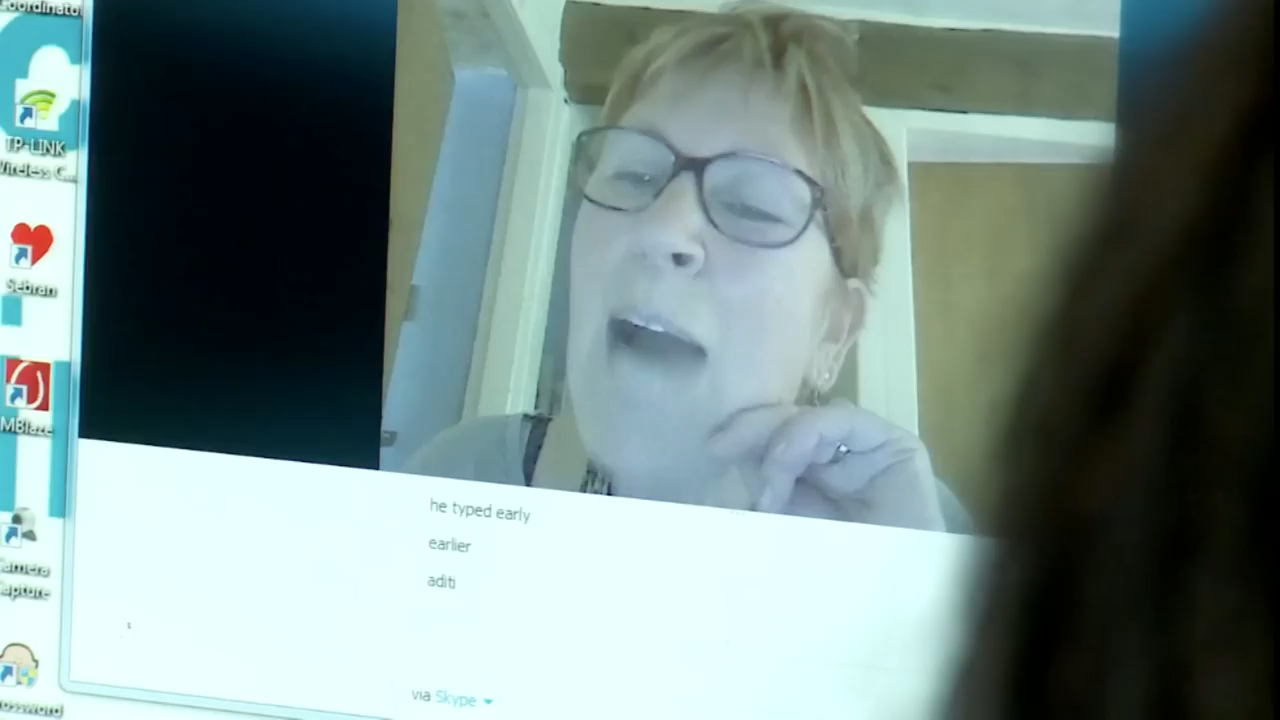 Coordinator
TP-LINK
Wireless C...
Sebran
MBlaze
Camera
Capture
he typed early
earlier
aditi
via Skype